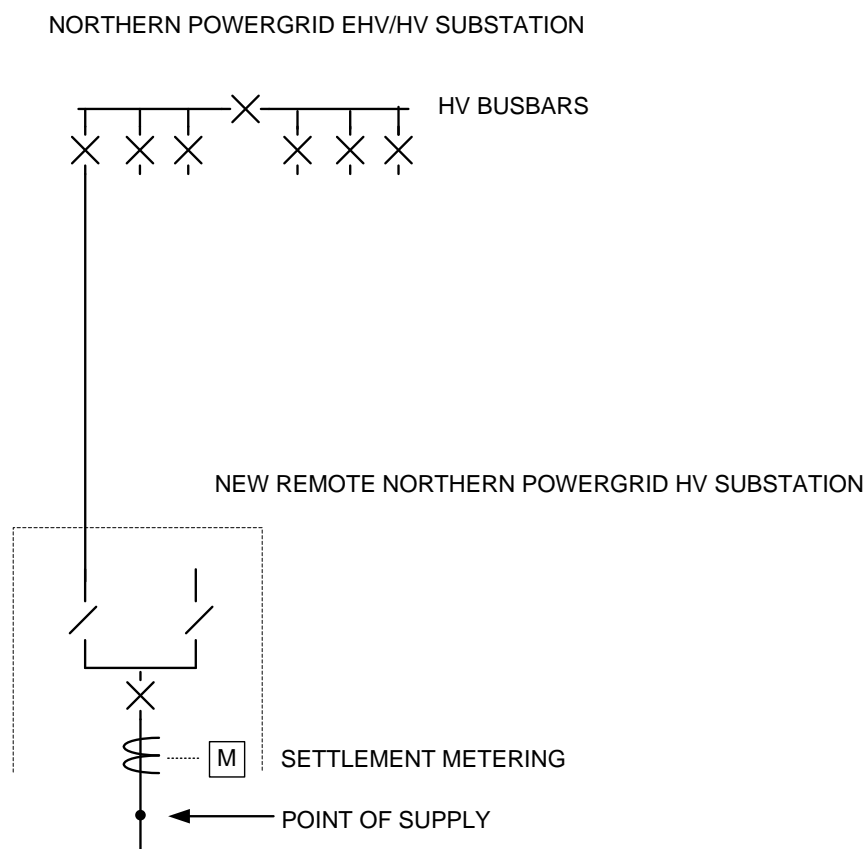 NORTHERN POWERGRID EHV/HV SUBSTATION
HV BUSBARS
NEW REMOTE NORTHERN POWERGRID HV SUBSTATION
M
SETTLEMENT METERING
POINT OF SUPPLY